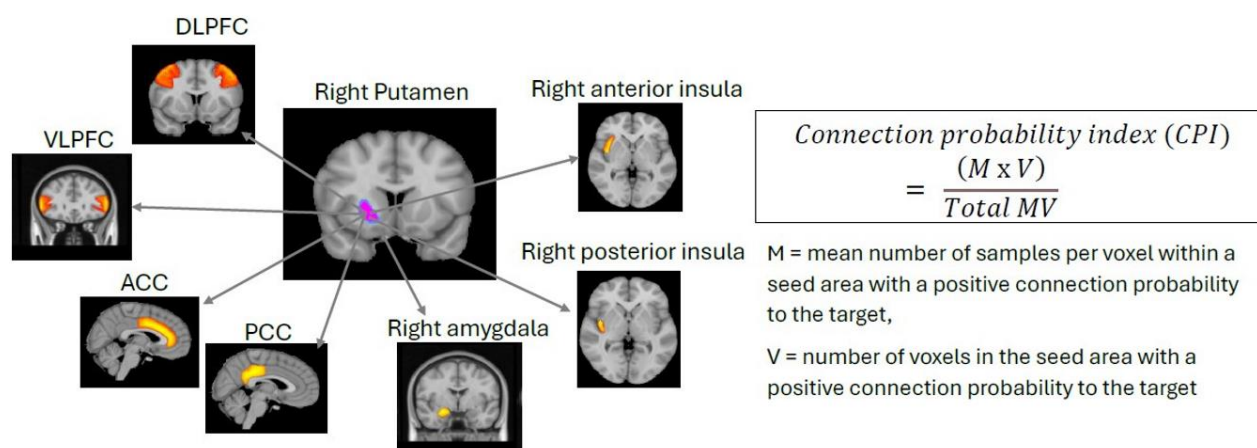 DLPFC
Right Putamen
Right anterior insula
VLPFC
Right posterior insula
ACC
PCC
Right amygdala
Connection probability index (CPI)
= (M x V)
Total MV
M = mean number of samples per voxel within a
seed area with a positive connection probability
to the target,
V = number of voxels in the seed area with a
positive connection probability to the target